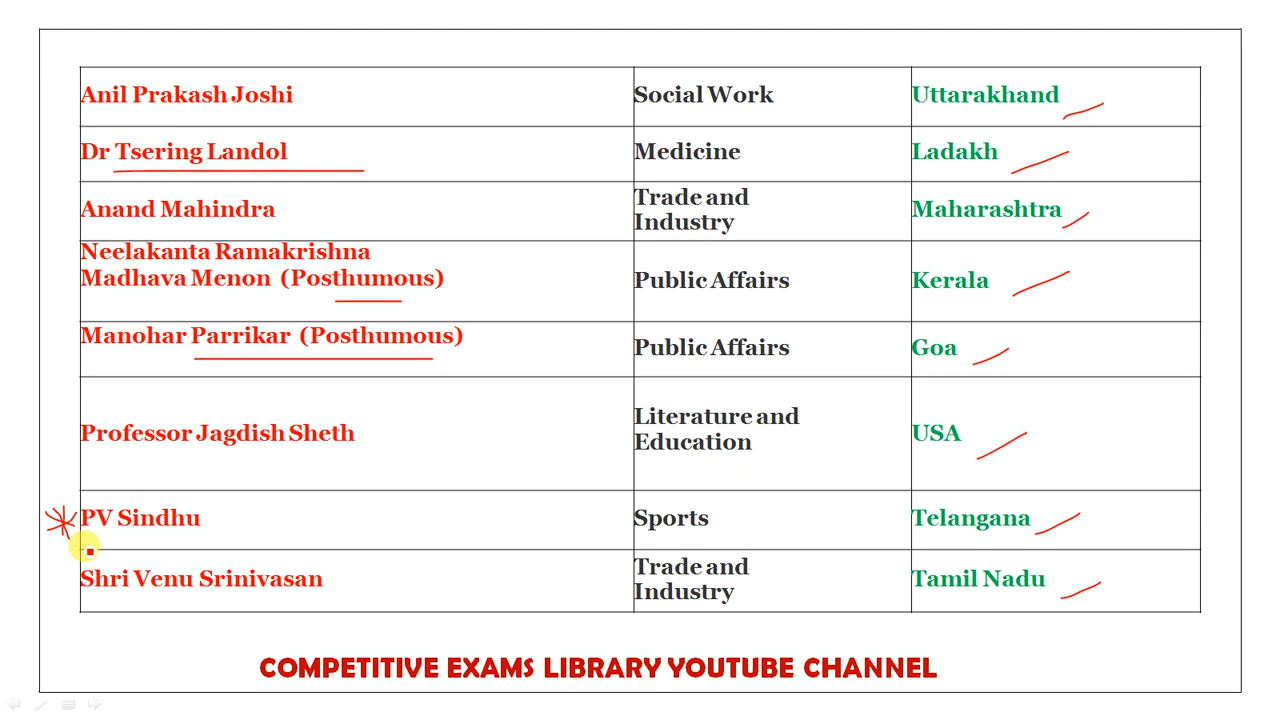 Anil Prakash Joshi Social Work Uttarakhand
Dr Tsering Landol Medicine Ladakh
Anand Mahindra Trade and Industry Maharashtra
Neelakanta Ramakrishna
Madhava Menon (Posthumous) Public Affairs Kerala
Manohar Parrikar (Posthumous) Public Affairs Goa
Professor Jagdish Sheth Literature and Education USA
PV Sindhu Sports Telangana
Shri Venu Srinivasan Trade and Industry Tamil Nadu
COMPETITIVE EXAMS LIBRARY YOUTUBE CHANNEL